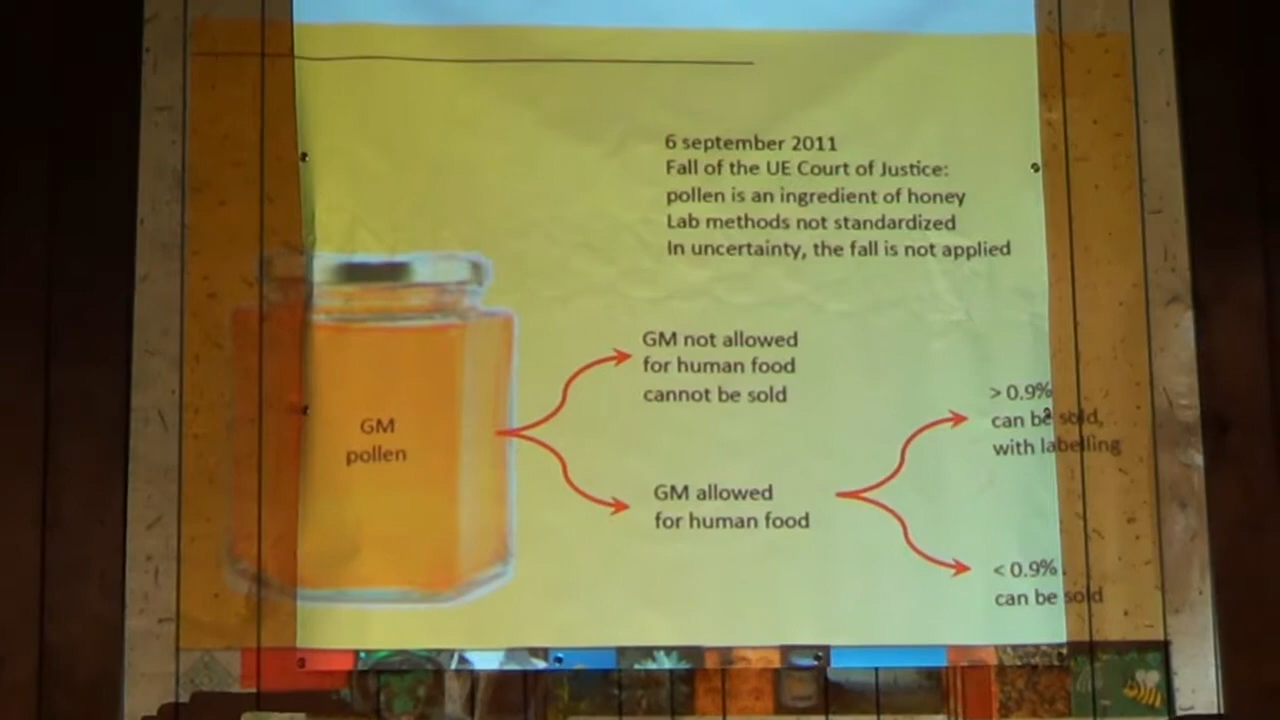 6 september 2011
Fall of the UE Court of Justice:
pollen is an ingredient of honey
Lab methods not standardized
In uncertainty, the fall is not applied
GM
pollen
GM not allowed
for human food
cannot be sold
GM allowed
for human food
> 0.9%
can be sold,
with labelling
< 0.9%
can be sold